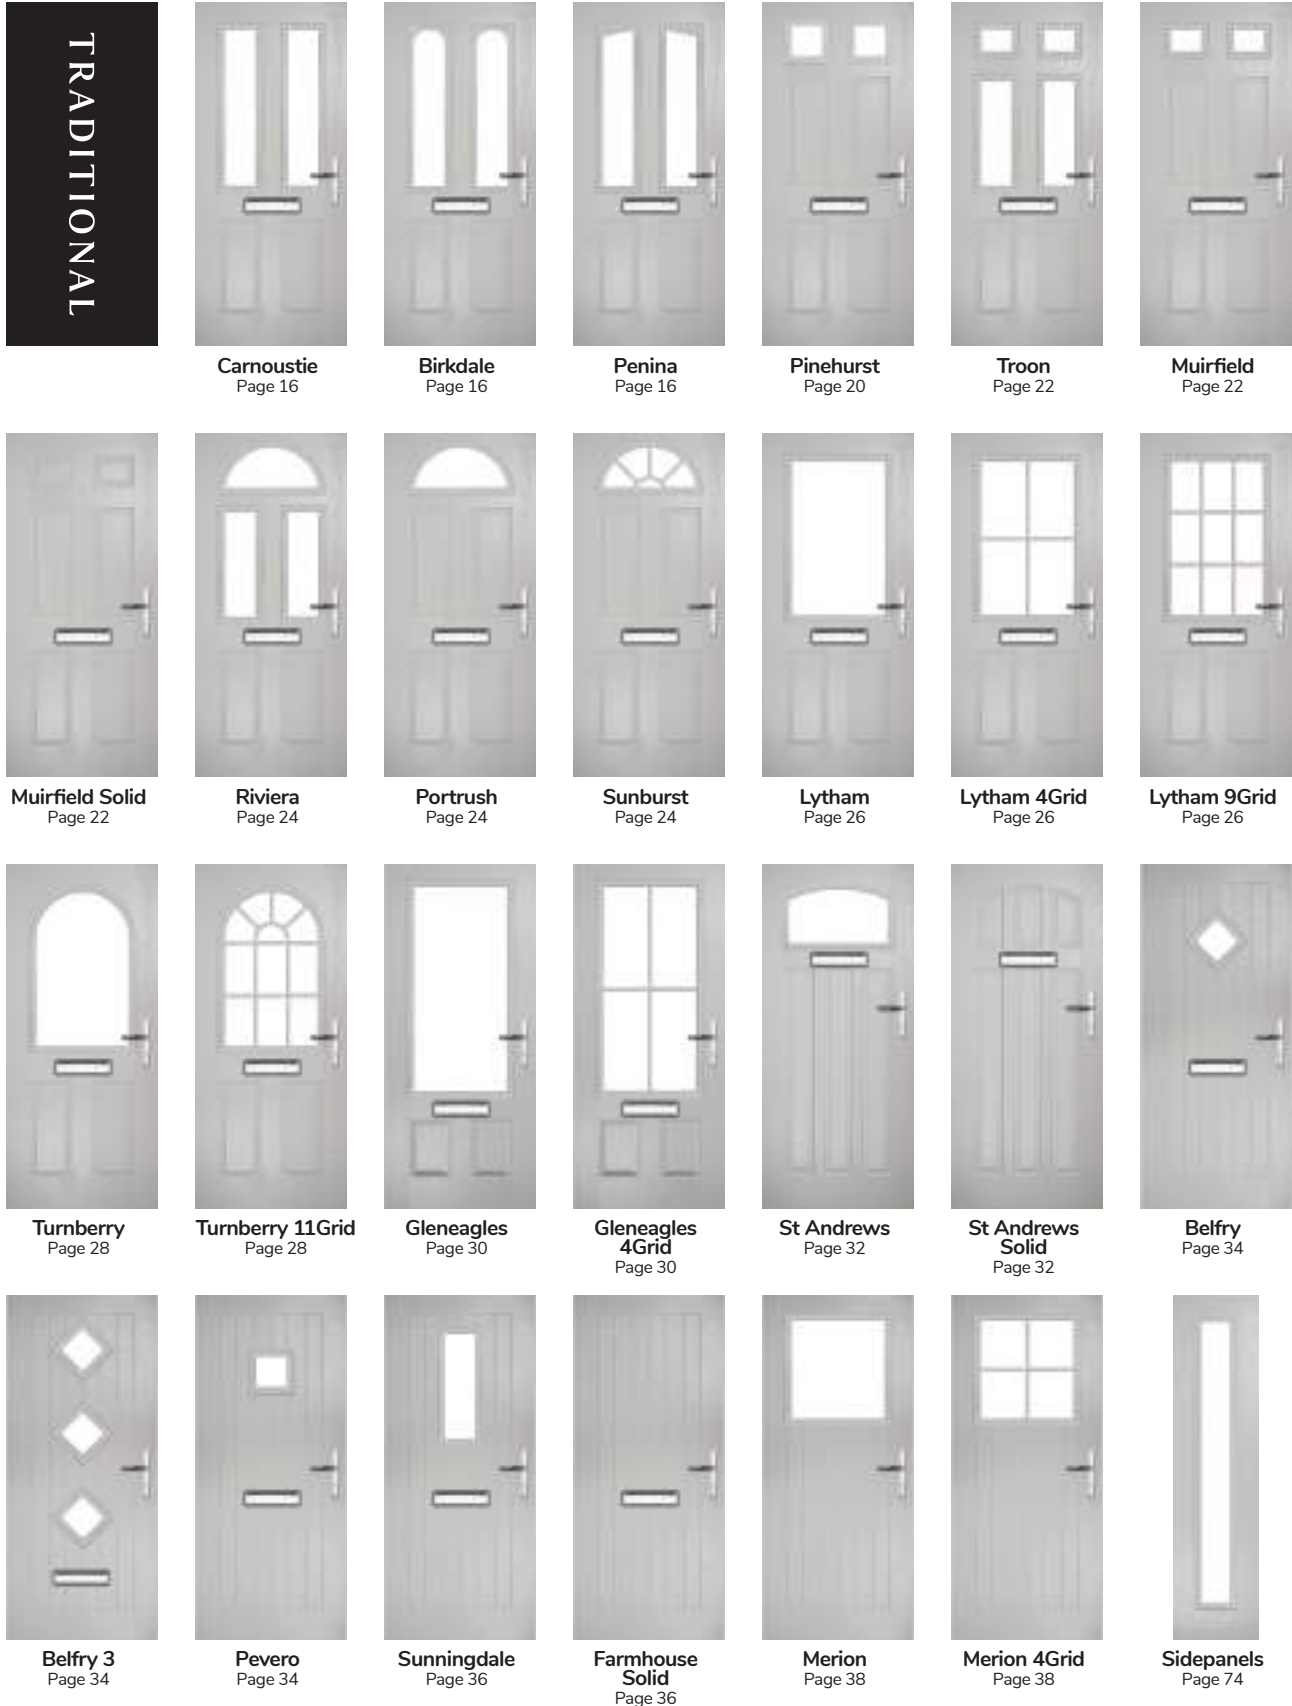 TRADITIONAL
Carnoustie
Page 16
Birkdale
Page 16
Penina
Page 16
Pinehurst
Page 20
Troon
Page 22
Muirfield
Page 22
Muirfield Solid
Page 22
Riviera
Page 24
Portrush
Page 24
Sunburst
Page 24
Lytham
Page 26
Lytham 4Grid
Page 26
Lytham 9Grid
Page 26
Turnberry
Page 28
Turnberry 11Grid
Page 28
Gleneagles
Page 30
Gleneagles
4Grid
Page 30
St Andrews
Page 32
St Andrews
Solid
Page 32
Belfry
Page 34
Belfry 3
Page 34
Pevero
Page 34
Sunningdale
Page 36
Farmhouse
Solid
Page 36
Merion
Page 38
Merion 4Grid
Page 38
Sidepanels
Page 74